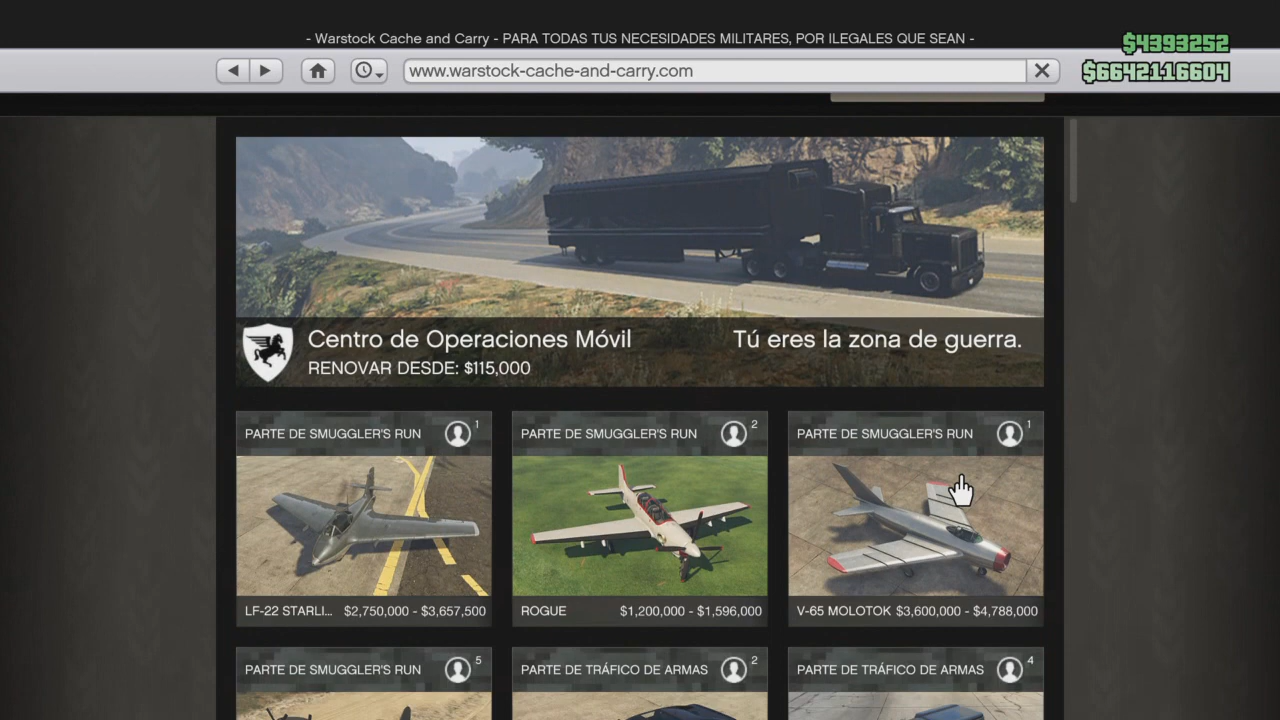 - Warstock Cache and Carry - PARA TODAS TUS NECESIDADES MILITARES, POR ILEGALES QUE SEAN -
$4393252
www.warstock-cache-and-carry.com
$6642116604
Centro de Operaciones Móvil
Tú eres la zona de guerra.
RENOVAR DESDE: $115,000
PARTE DE SMUGGLER'S RUN 1
PARTE DE SMUGGLER'S RUN 2
PARTE DE SMUGGLER'S RUN 1
LF-22 STARLI... $2,750,000 - $3,657,500
ROGUE $1,200,000 - $1,596,000
V-65 MOLOTOK $3,600,000 - $4,788,000
PARTE DE SMUGGLER'S RUN 5
PARTE DE TRÁFICO DE ARMAS 2
PARTE DE TRÁFICO DE ARMAS 4